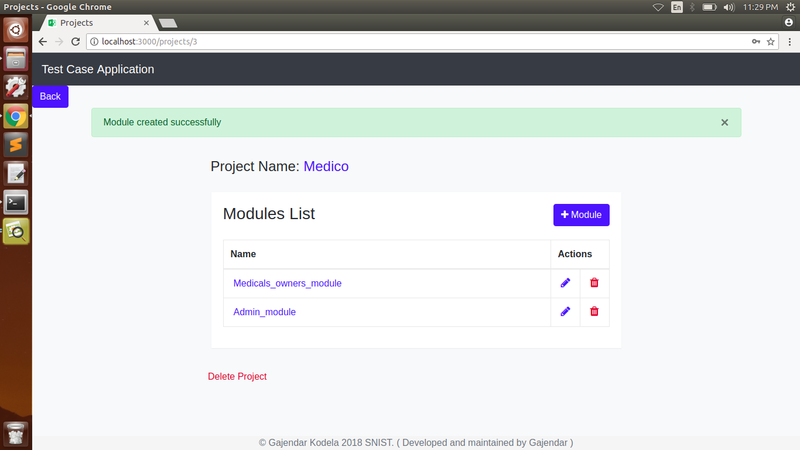 Projects - Google Chrome
En
11:29 PM
Projects
localhost:3000/projects/3
Test Case Application
Back
Module created successfully
Project Name: Medico
Modules List
Module
Name Actions
Medicals_owners_module
Admin_module
Delete Project
© Gajendar Kodela 2018 SNIST. ( Developed and maintained by Gajendar )